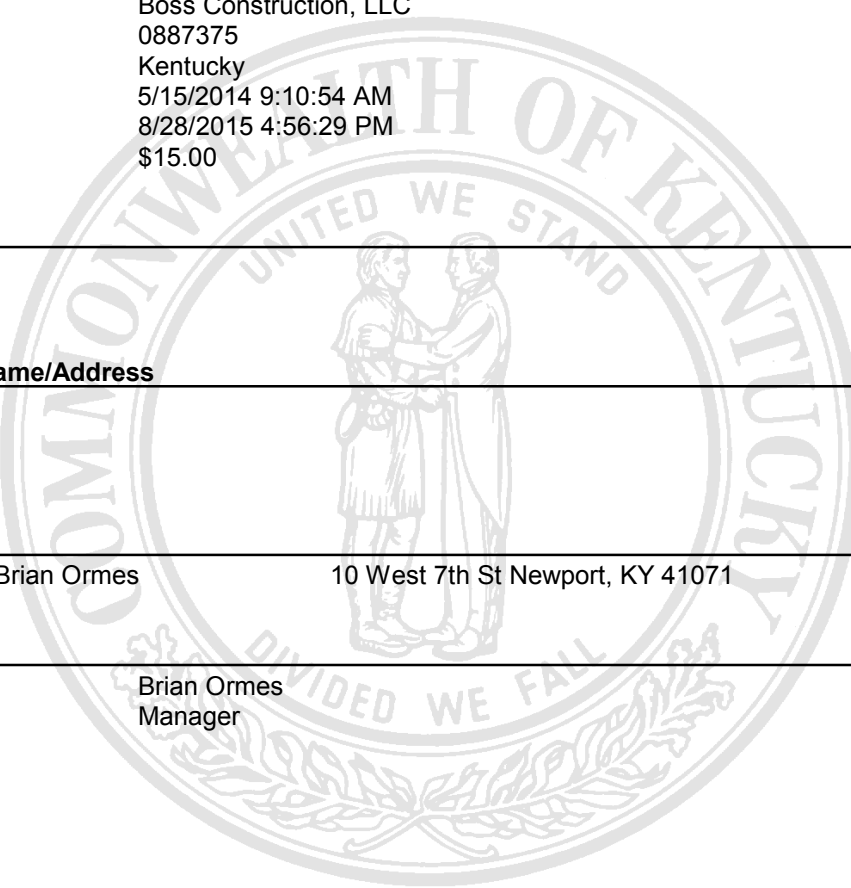 Boss Construction, LLC
0887375
Kentucky
5/15/2014 9:10:54 AM
8/28/2015 4:56:29 PM
$15.00
COMMONWEALTH OF KENTUCKY
UNITED WE STAND
ame/Address
Brian Ormes 10 West 7th St Newport, KY 41071
DIVIDED WE FALL
Brian Ormes
Manager